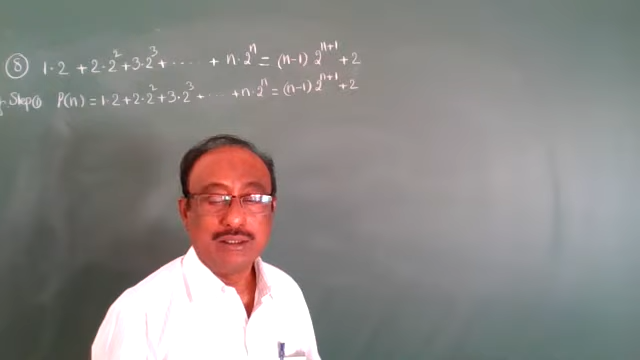 ⑧ 1·2 + 2·2² + 3·2³ + ····· + n·2ⁿ = (n-1) 2ⁿ⁺¹ + 2
Step① P(n) = 1·2 + 2·2² + 3·2³ + ···· + n·2ⁿ = (n-1) 2ⁿ⁺¹ + 2